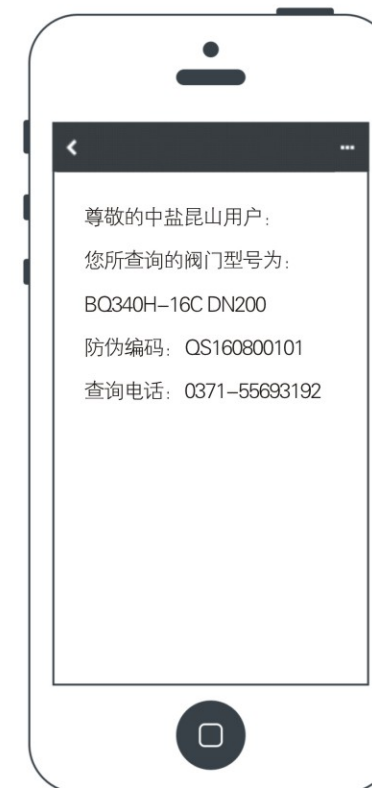 尊敬的中盐昆山用户：
您所查询的阀门型号为：
BQ340H-16C DN200
防伪编码：QS160800101
查询电话：0371-55693192